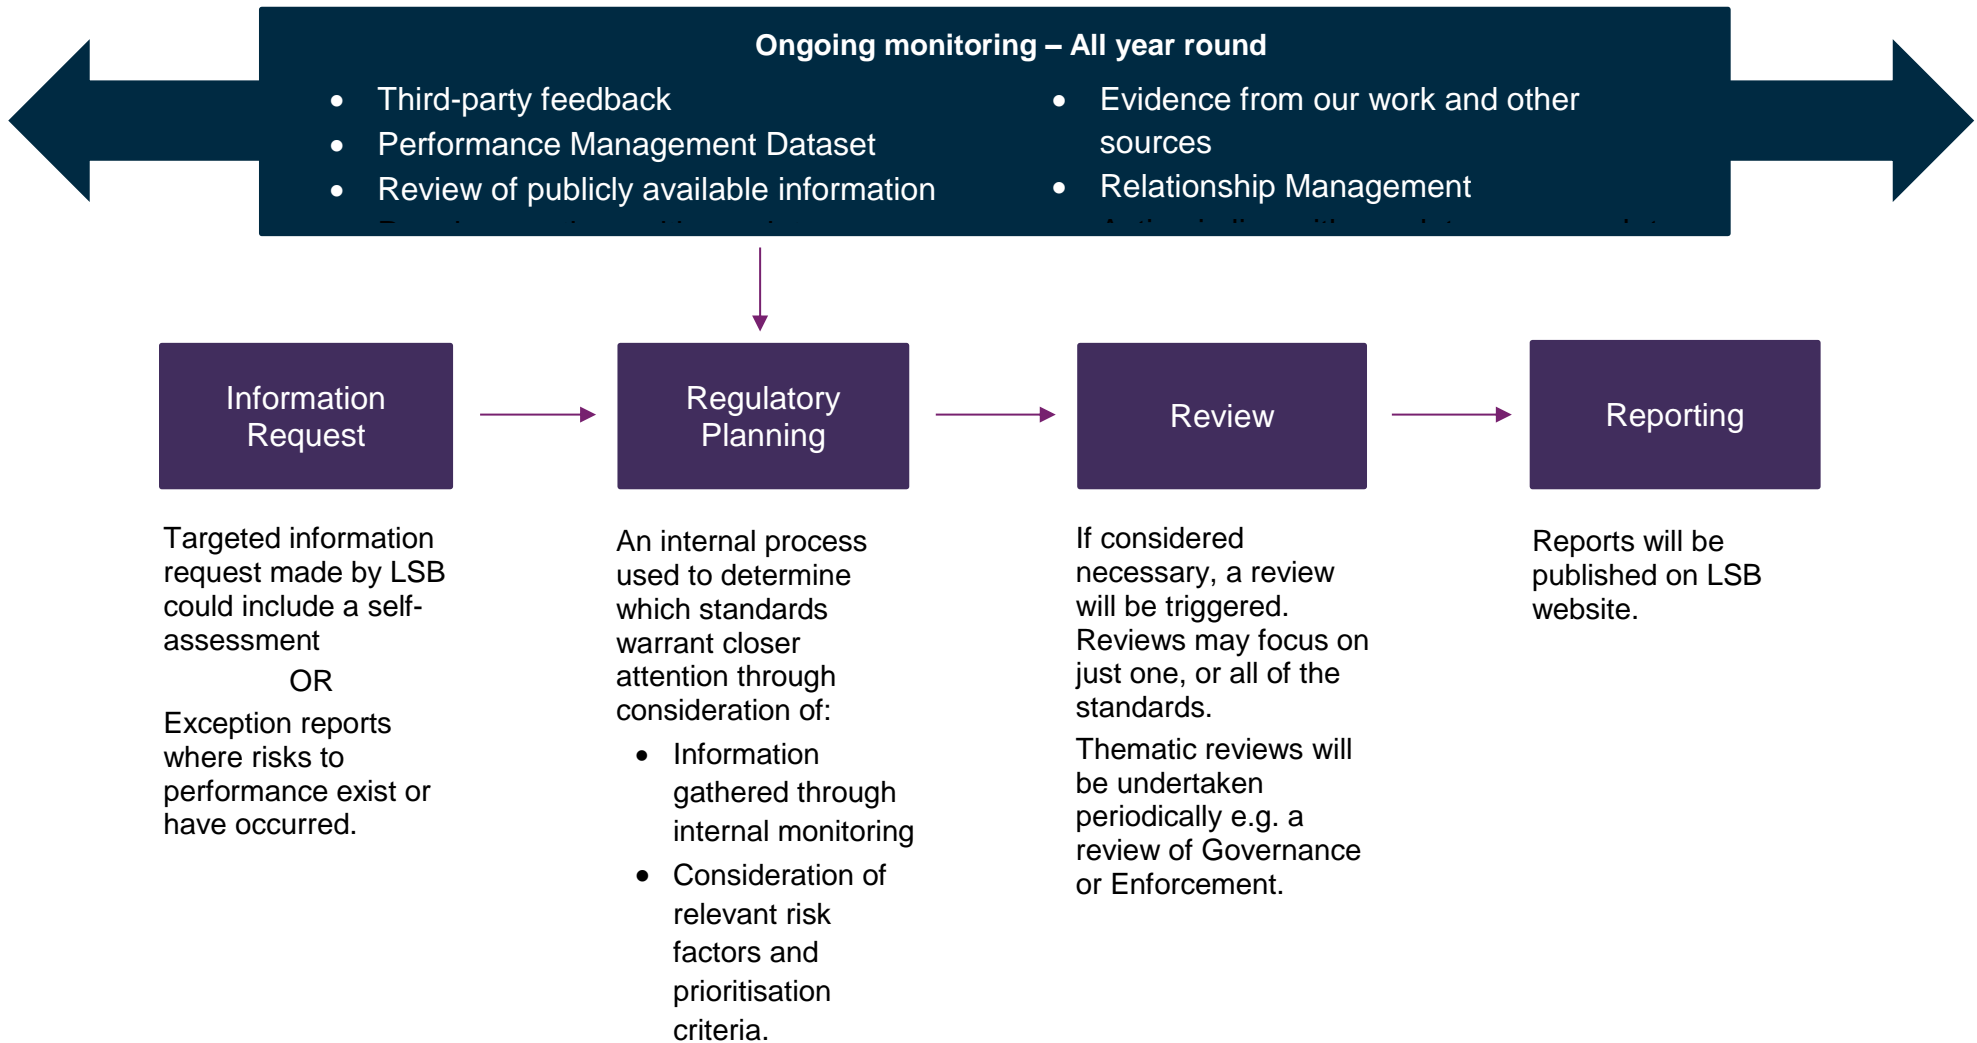 Ongoing monitoring – All year round
• Third-party feedback
• Performance Management Dataset
• Review of publicly available information
• Evidence from our work and other
sources
• Relationship Management
Information
Request
Regulatory
Planning
Review
Reporting
Targeted information
request made by LSB
could include a self-
assessment
OR
Exception reports
where risks to
performance exist or
have occurred.
An internal process
used to determine
which standards
warrant closer
attention through
consideration of:
• Information
gathered through
internal monitoring
• Consideration of
relevant risk
factors and
prioritisation
criteria.
If considered
necessary, a review
will be triggered.
Reviews may focus on
just one, or all of the
standards.
Thematic reviews will
be undertaken
periodically e.g. a
review of Governance
or Enforcement.
Reports will be
published on LSB
website.